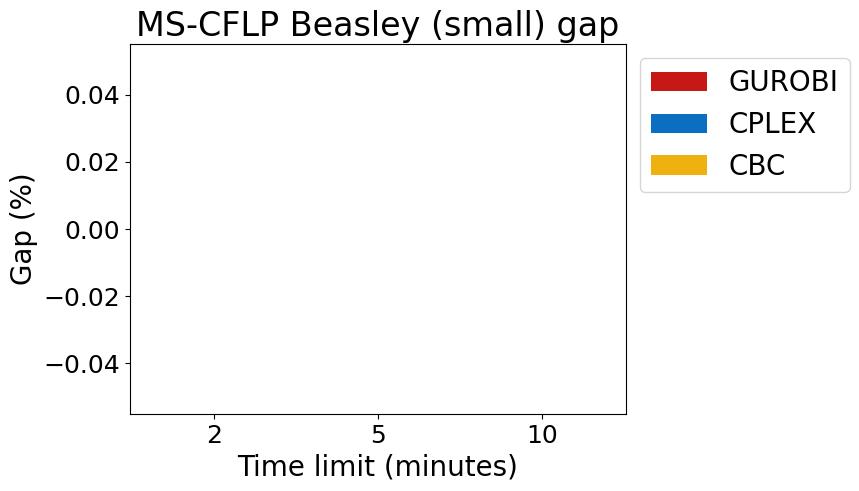 MS-CFLP Beasley (small) gap
GUROBI
CPLEX
CBC
Gap (%)
0.04
0.02
0.00
−0.02
−0.04
2 5 10
Time limit (minutes)